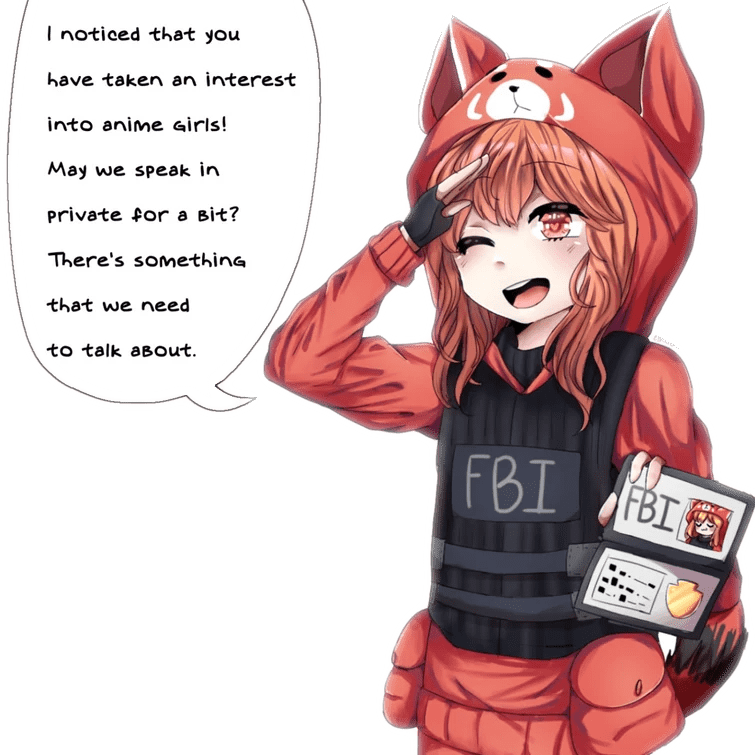 I noticed that you
have taken an interest
into anime Girls!
May we speak in
private for a Bit?
There's something
that we need
to talk about.
FBI
FBI